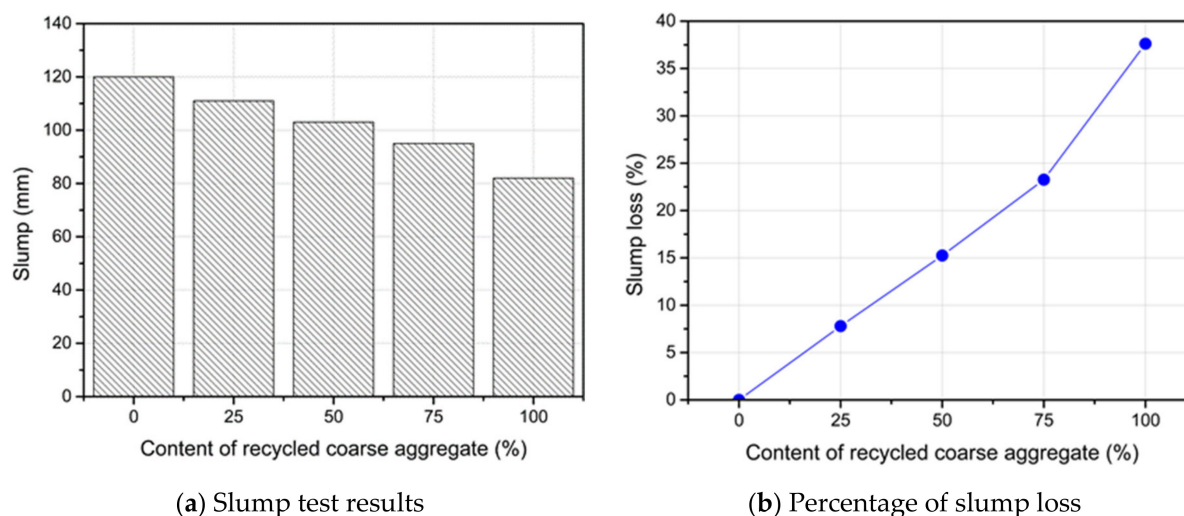 140
120
100
80
60
40
20
0
Slump (mm)
0 25 50 75 100
Content of recycled coarse aggregate (%)
(a) Slump test results
40
35
30
25
20
15
10
5
0
Slump loss (%)
0 25 50 75 100
Content of recycled coarse aggregate (%)
(b) Percentage of slump loss